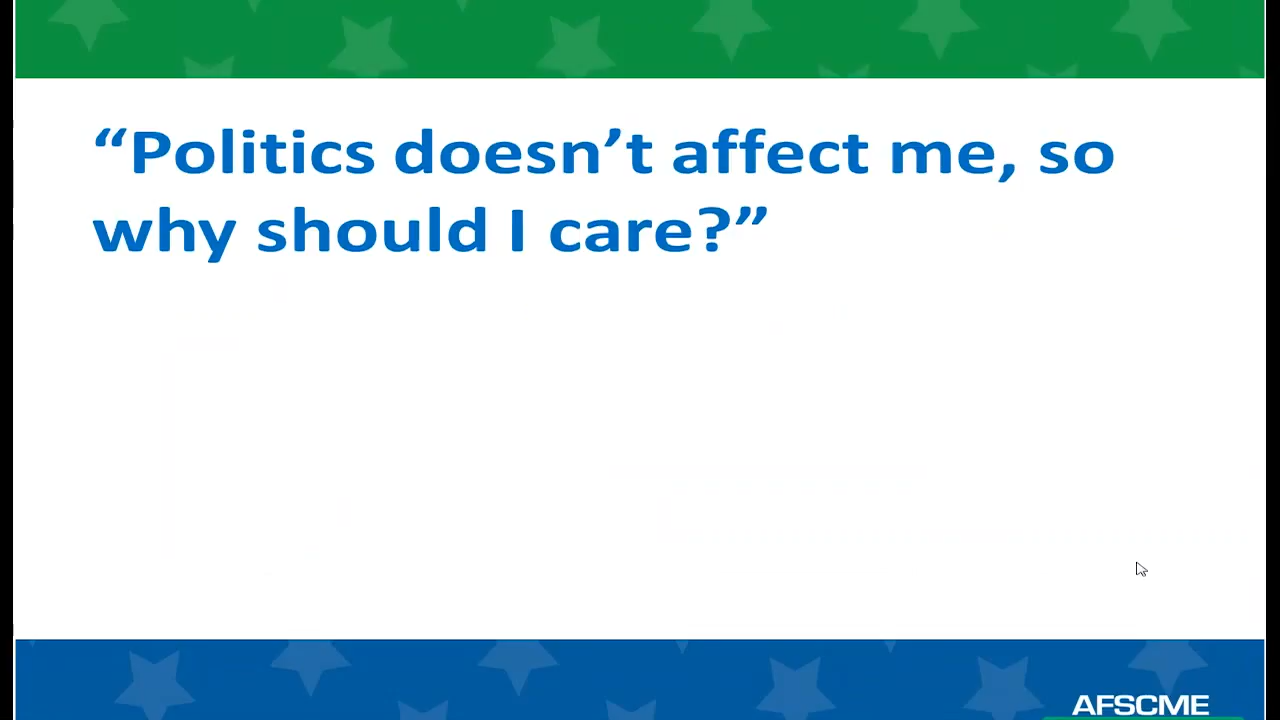 “Politics doesn’t affect me, so
why should I care?”
AFSCME